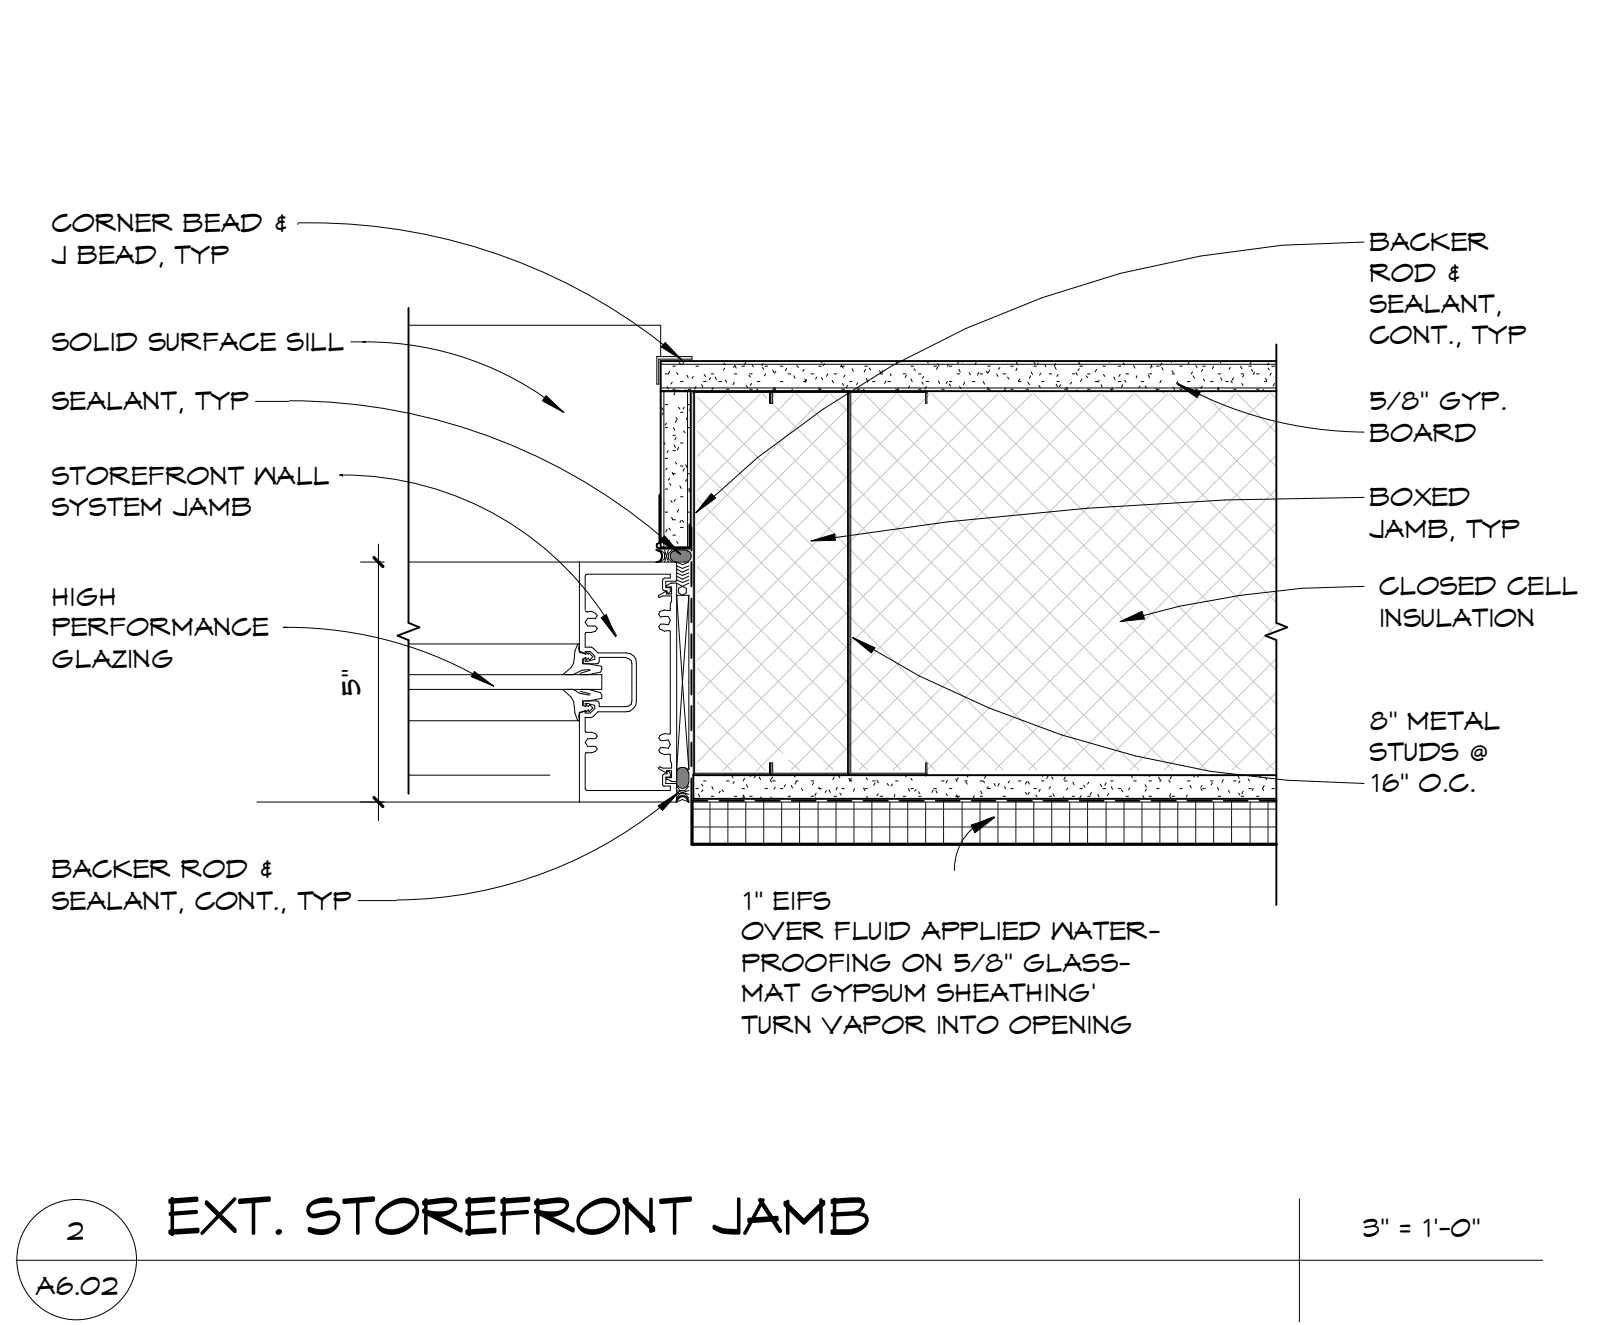 CORNER BEAD &
J BEAD, TYP
SOLID SURFACE SILL
SEALANT, TYP
STOREFRONT WALL
SYSTEM JAMB
HIGH
PERFORMANCE
GLAZING
5"
BACKER ROD &
SEALANT, CONT., TYP
BACKER
ROD &
SEALANT,
CONT., TYP
5/8" GYP.
BOARD
BOXED
JAMB, TYP
CLOSED CELL
INSULATION
8" METAL
STUDS @
16" O.C.
1" EIFS
OVER FLUID APPLIED WATER-
PROOFING ON 5/8" GLASS-
MAT GYPSUM SHEATHING'
TURN VAPOR INTO OPENING
2
A6.02
EXT. STOREFRONT JAMB
3" = 1'-0"